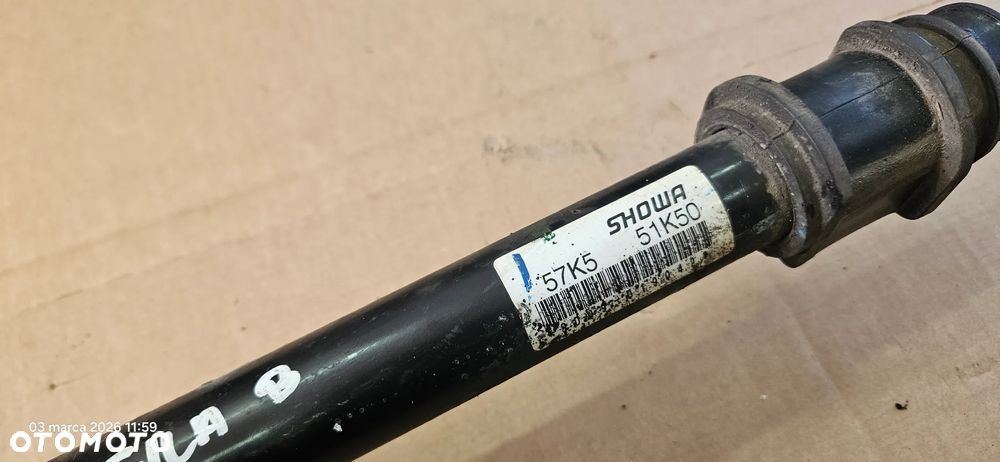 SHOWA
51K50
57K5
B
03 marca 2026 11:59
OTOMOTO